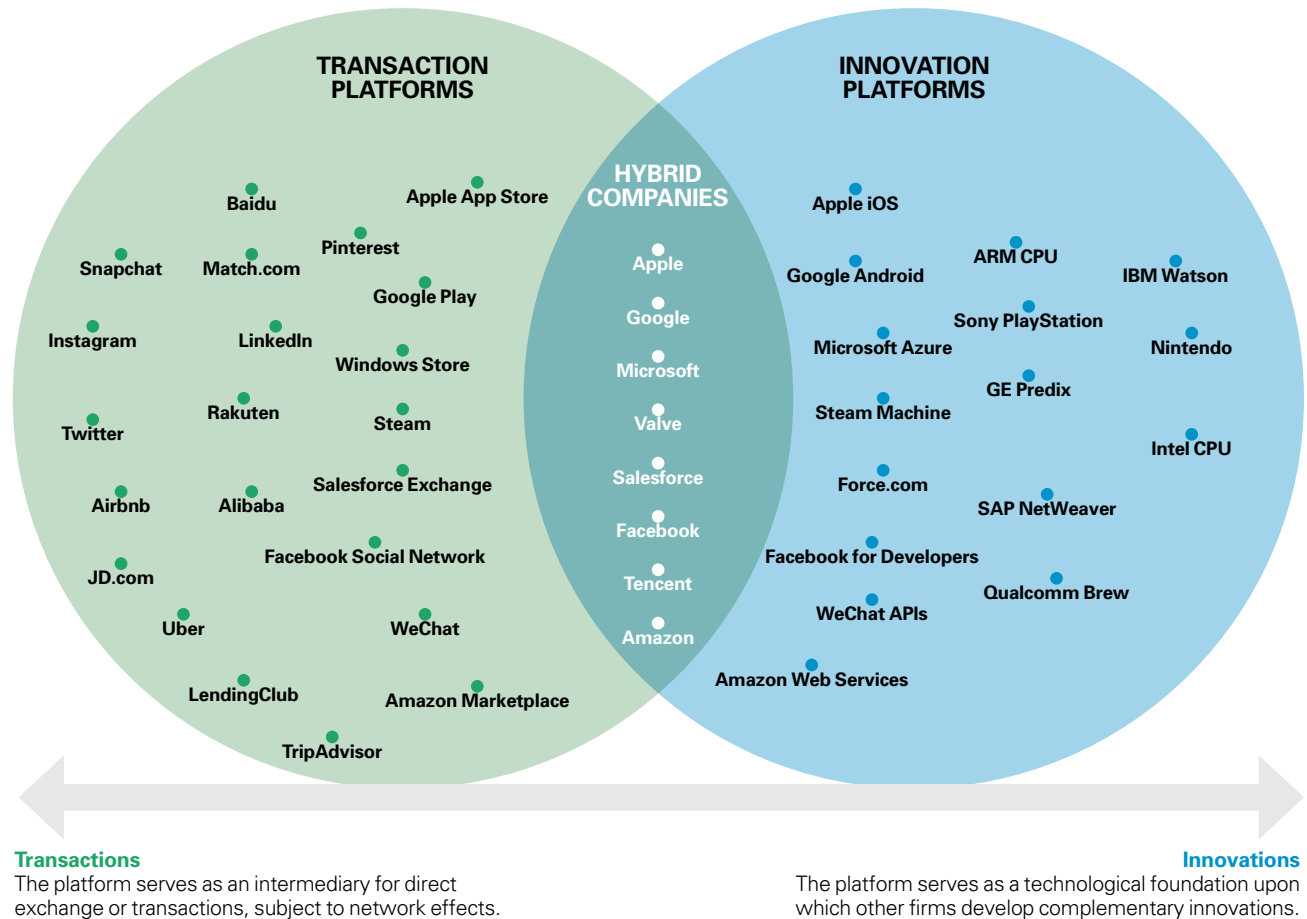 TRANSACTION
PLATFORMS
INNOVATION
PLATFORMS
HYBRID
COMPANIES
Baidu
Apple App Store
Pinterest
Snapchat
Match.com
Google Play
Instagram
LinkedIn
Windows Store
Rakuten
Steam
Twitter
Salesforce Exchange
Airbnb
Alibaba
Facebook Social Network
JD.com
Uber
WeChat
LendingClub
Amazon Marketplace
TripAdvisor
Apple
Google
Microsoft
Valve
Salesforce
Facebook
Tencent
Amazon
Apple iOS
ARM CPU
Google Android
IBM Watson
Sony PlayStation
Microsoft Azure
Nintendo
GE Predix
Steam Machine
Intel CPU
Force.com
SAP NetWeaver
Facebook for Developers
Qualcomm Brew
WeChat APIs
Amazon Web Services
Transactions
The platform serves as an intermediary for direct
exchange or transactions, subject to network effects.
Innovations
The platform serves as a technological foundation upon
which other firms develop complementary innovations.